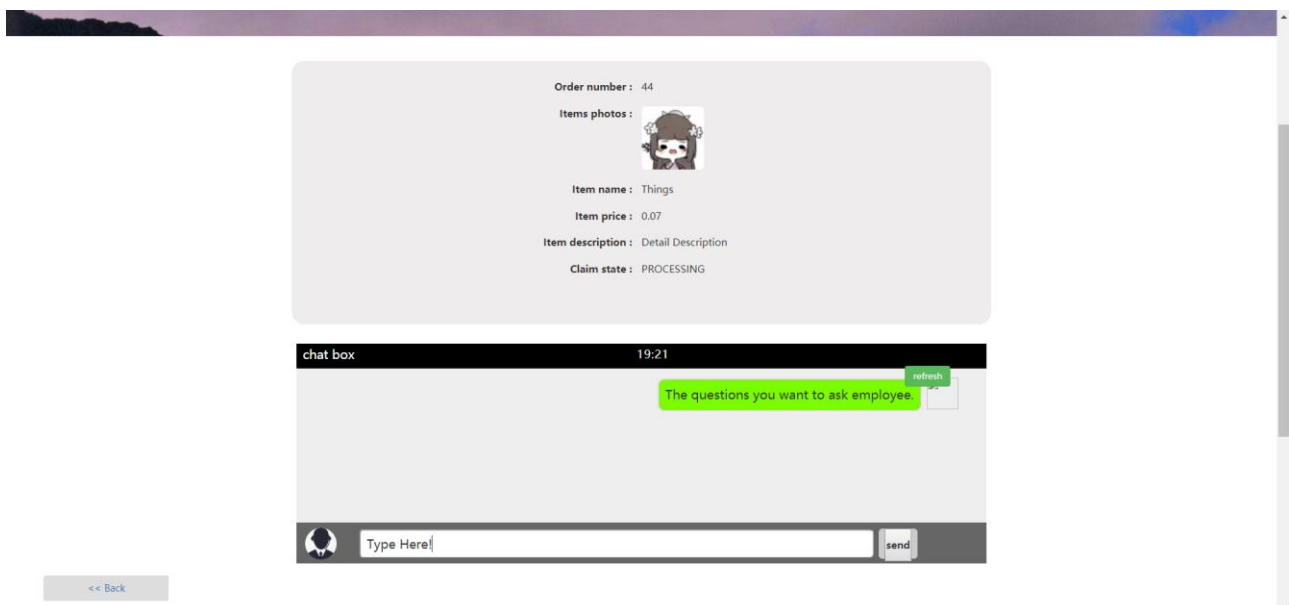 Order number : 44
Items photos :
Item name : Things
Item price : 0.07
Item description : Detail Description
Claim state : PROCESSING
chat box 19:21
refresh
The questions you want to ask employee.
Type Here!
send
<< Back